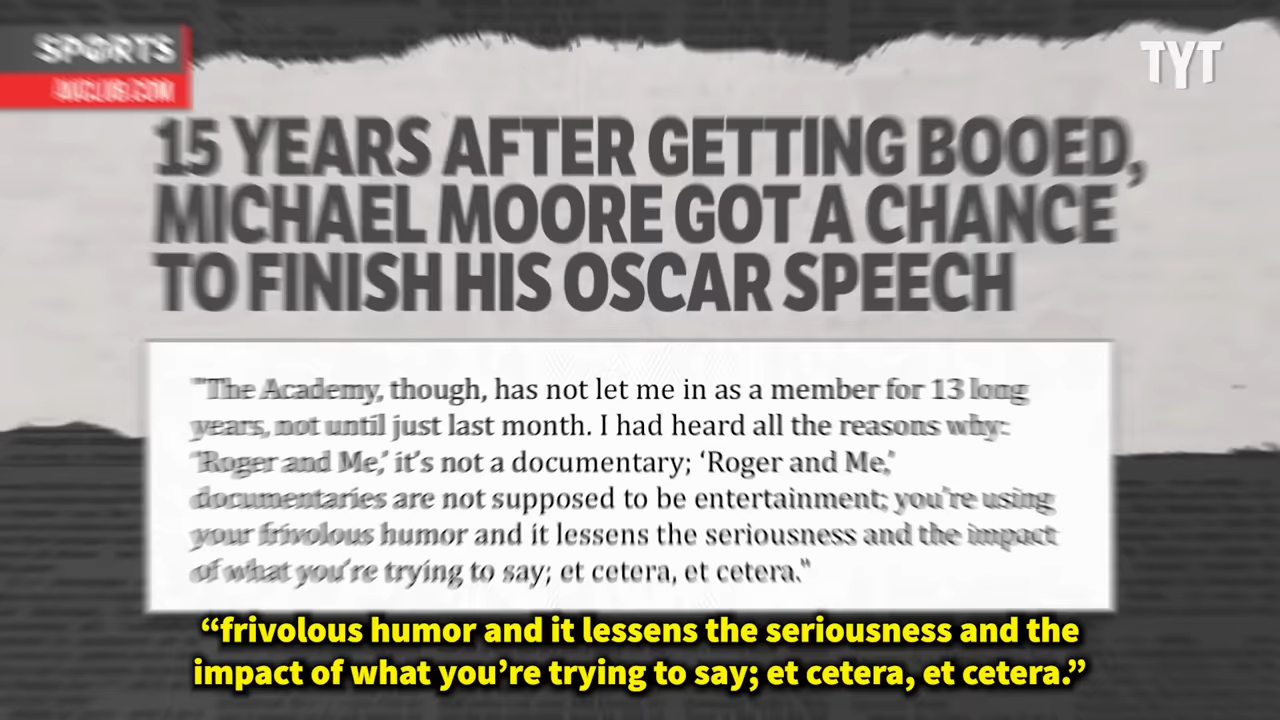 SPORTS
AVCLUB.COM
TYT
15 YEARS AFTER GETTING BOOED,
MICHAEL MOORE GOT A CHANCE
TO FINISH HIS OSCAR SPEECH
"The Academy, though, has not let me in as a member for 13 long
years, not until just last month. I had heard all the reasons why:
'Roger and Me,' it's not a documentary; ‘Roger and Me,'
documentaries are not supposed to be entertainment; you're using
your frivolous humor and it lessens the seriousness and the impact
of what you're trying to say; et cetera, et cetera."
“frivolous humor and it lessens the seriousness and the
impact of what you’re trying to say; et cetera, et cetera.”